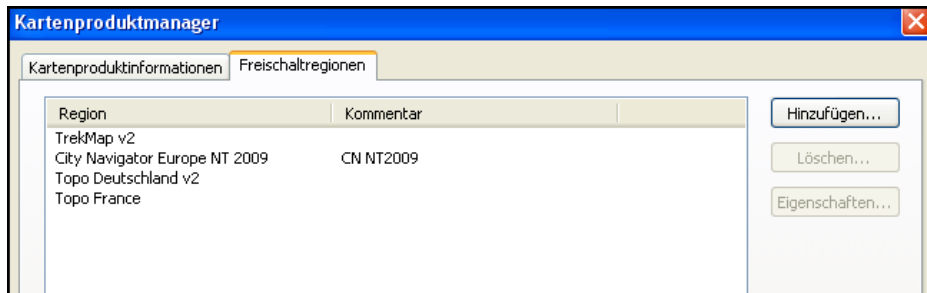 Kartenproduktmanager
Kartenproduktinformationen Freischaltregionen
Region Kommentar
Hinzufügen...
TrekMap v2
City Navigator Europe NT 2009 CN NT2009
Löschen...
Topo Deutschland v2
Topo France
Eigenschaften...